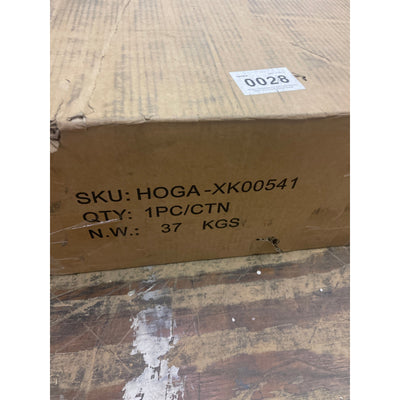 0028
SKU: HOGA-XK00541
QTY: 1PC/CTN
N.W.: 37 KGS